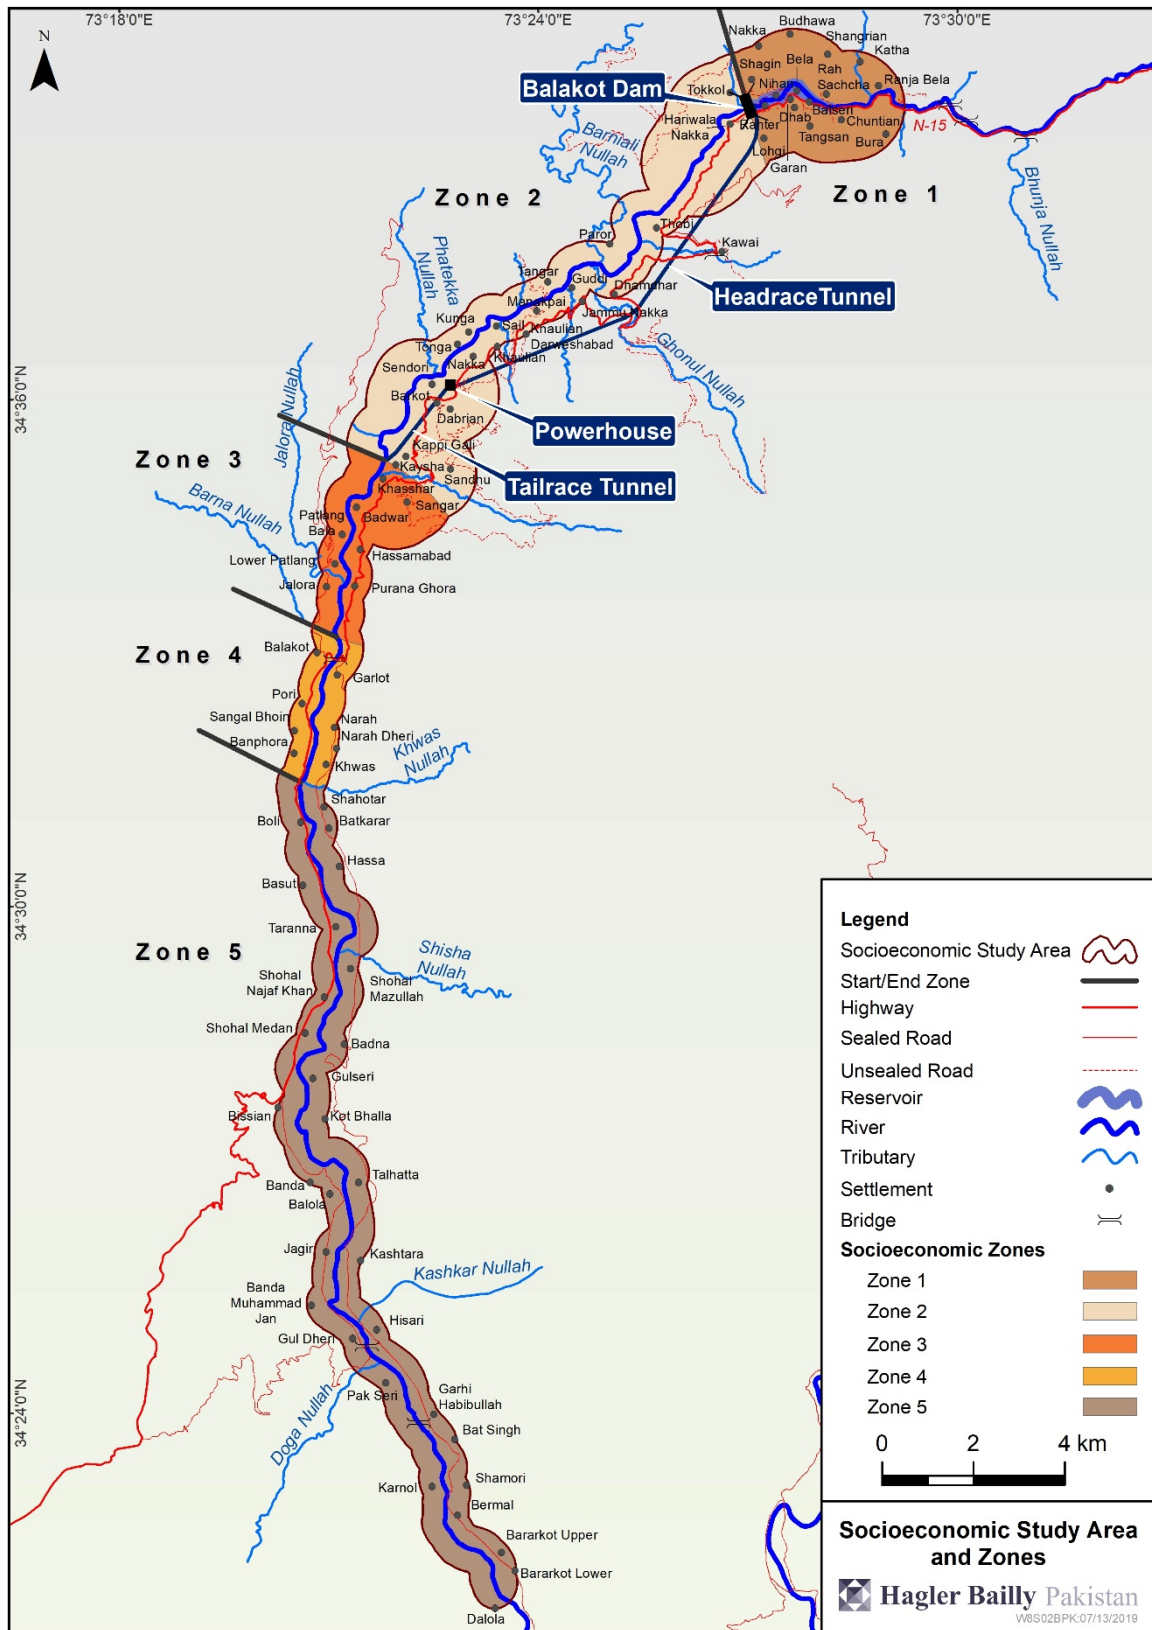 73°18'0"E
73°24'0"E
73°30'0"E
N
Budhawa
Nakka
Shangrian
Katha
Shagin
Bela
Rah
Ranja Bela
Balakot Dam
Tokkol
Nihan
Sachcha
Batseri
Hariwala
Nakka
Ranter
Dhab
Chuntian
N-15
Tangsan
Bura
Lohgi
Garan
Barniali
Nullah
Bhunja Nullah
Zone 2
Zone 1
Thobi
Paror
Kawai
Phatekka
Nullah
Tangar
Guddi
Dhamdhar
Headrace Tunnel
Manakpai
Jammu Nakka
Kunga
Sail
Khaulian
Darweshabad
Tonga
Nakka
Khaulian
Ghonul Nullah
Sendori
34°36'0"N
Barkot
Dabrian
Powerhouse
Jalora Nullah
Kappi Gali
Zone 3
Kaysha
Sandhu
Khasshar
Tailrace Tunnel
Barna Nullah
Sangar
Patlang
Bala
Badwar
Hassamabad
Lower Patlang
Jalora
Purana Ghora
Balakot
Zone 4
Garlot
Pori
Sangal Bhoin
Narah
Narah Dheri
Banphora
Khwas
Nullah
Khwas
Shahotar
Boli
Batkarar
Hassa
Basut
34°30'0"N
Taranna
Zone 5
Shisha
Nullah
Shohal
Najaf Khan
Shohal
Mazullah
Shohal Medan
Badna
Gulseri
Bissian
Kot Bhalla
Talhatta
Banda
Balola
Jagir
Kashtara
Kashkar Nullah
Banda
Muhammad
Jan
Hisari
Gul Dheri
Pak Seri
Garhi
Habibullah
34°24'0"N
Doga Nullah
Bat Singh
Karnol
Shamori
Bermal
Bararkot Upper
Bararkot Lower
Dalola
Legend
Socioeconomic Study Area
Start/End Zone
Highway
Sealed Road
Unsealed Road
Reservoir
River
Tributary
Settlement
Bridge
Socioeconomic Zones
Zone 1
Zone 2
Zone 3
Zone 4
Zone 5
0 2 4 km
Socioeconomic Study Area
and Zones
Hagler Bailly Pakistan
W8S02BPK:07/13/2019